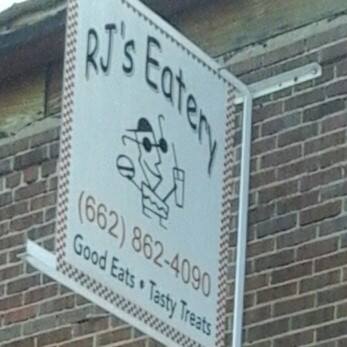 RJ's Eatery
(662) 862-4090
Good Eats • Tasty Treats